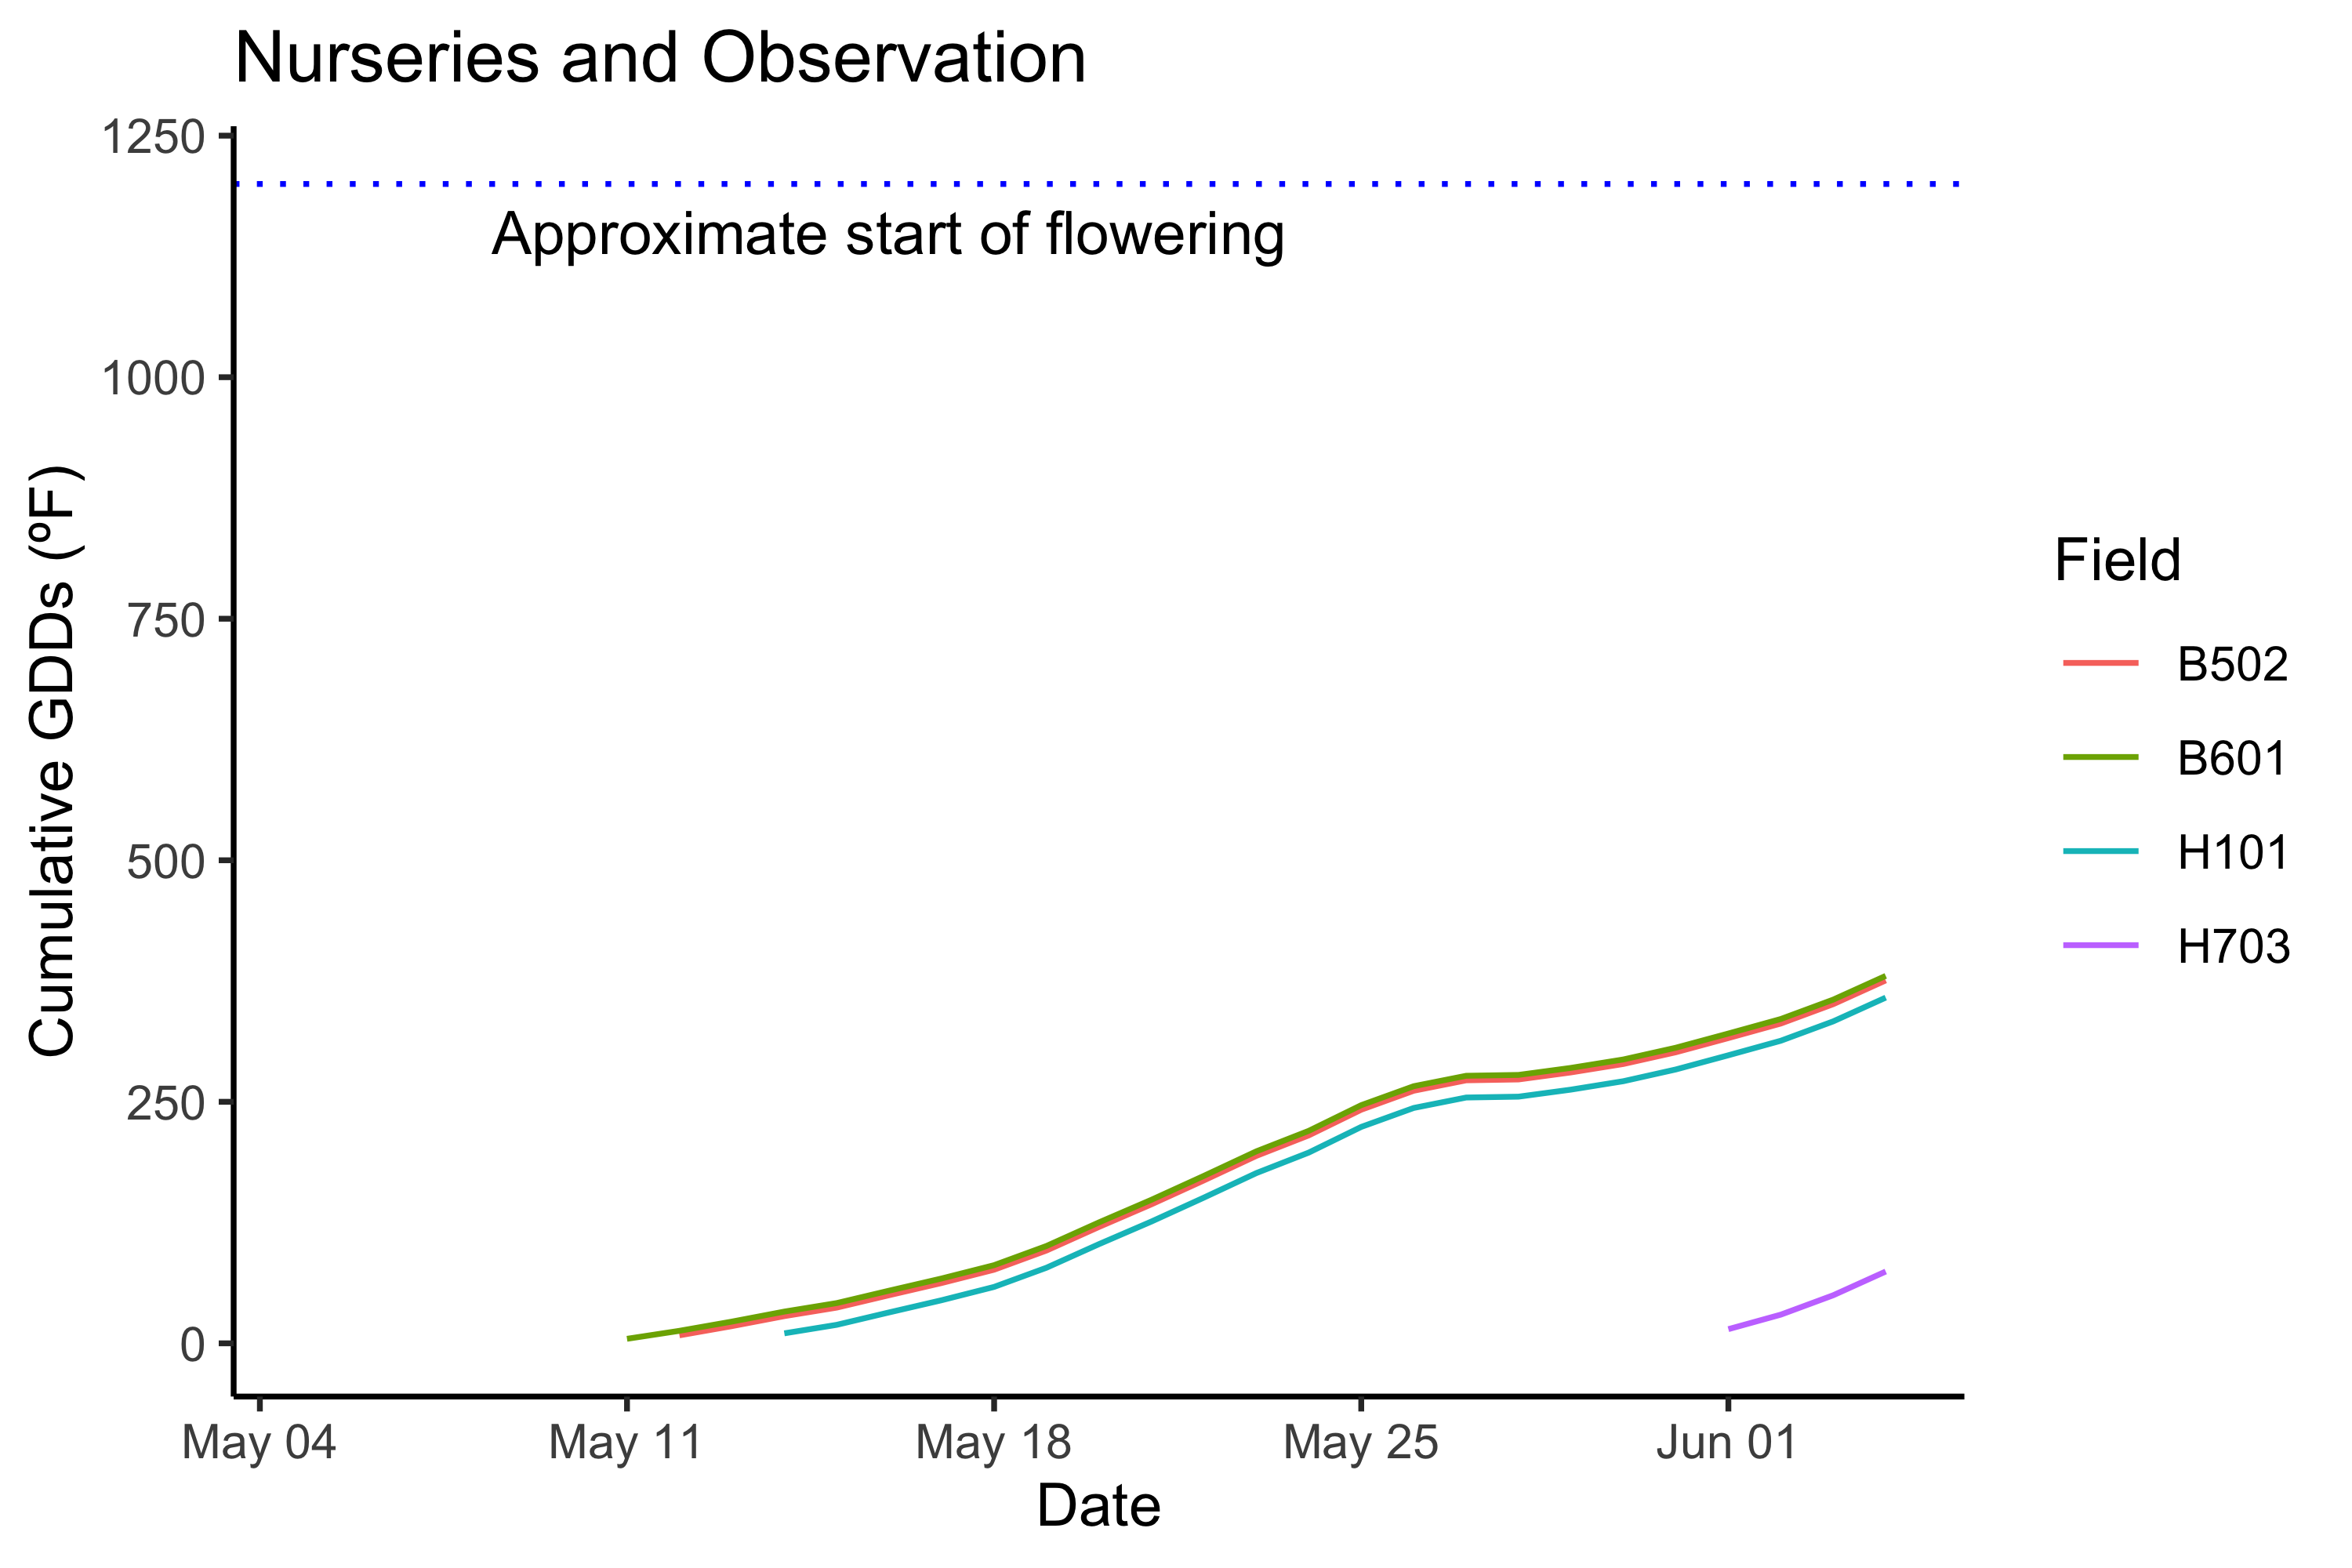 Nurseries and Observation
1250
Approximate start of flowering
1000
750
500
250
0
Cumulative GDDs (ºF)
May 04
May 11
May 18
May 25
Jun 01
Date
Field
B502
B601
H101
H703